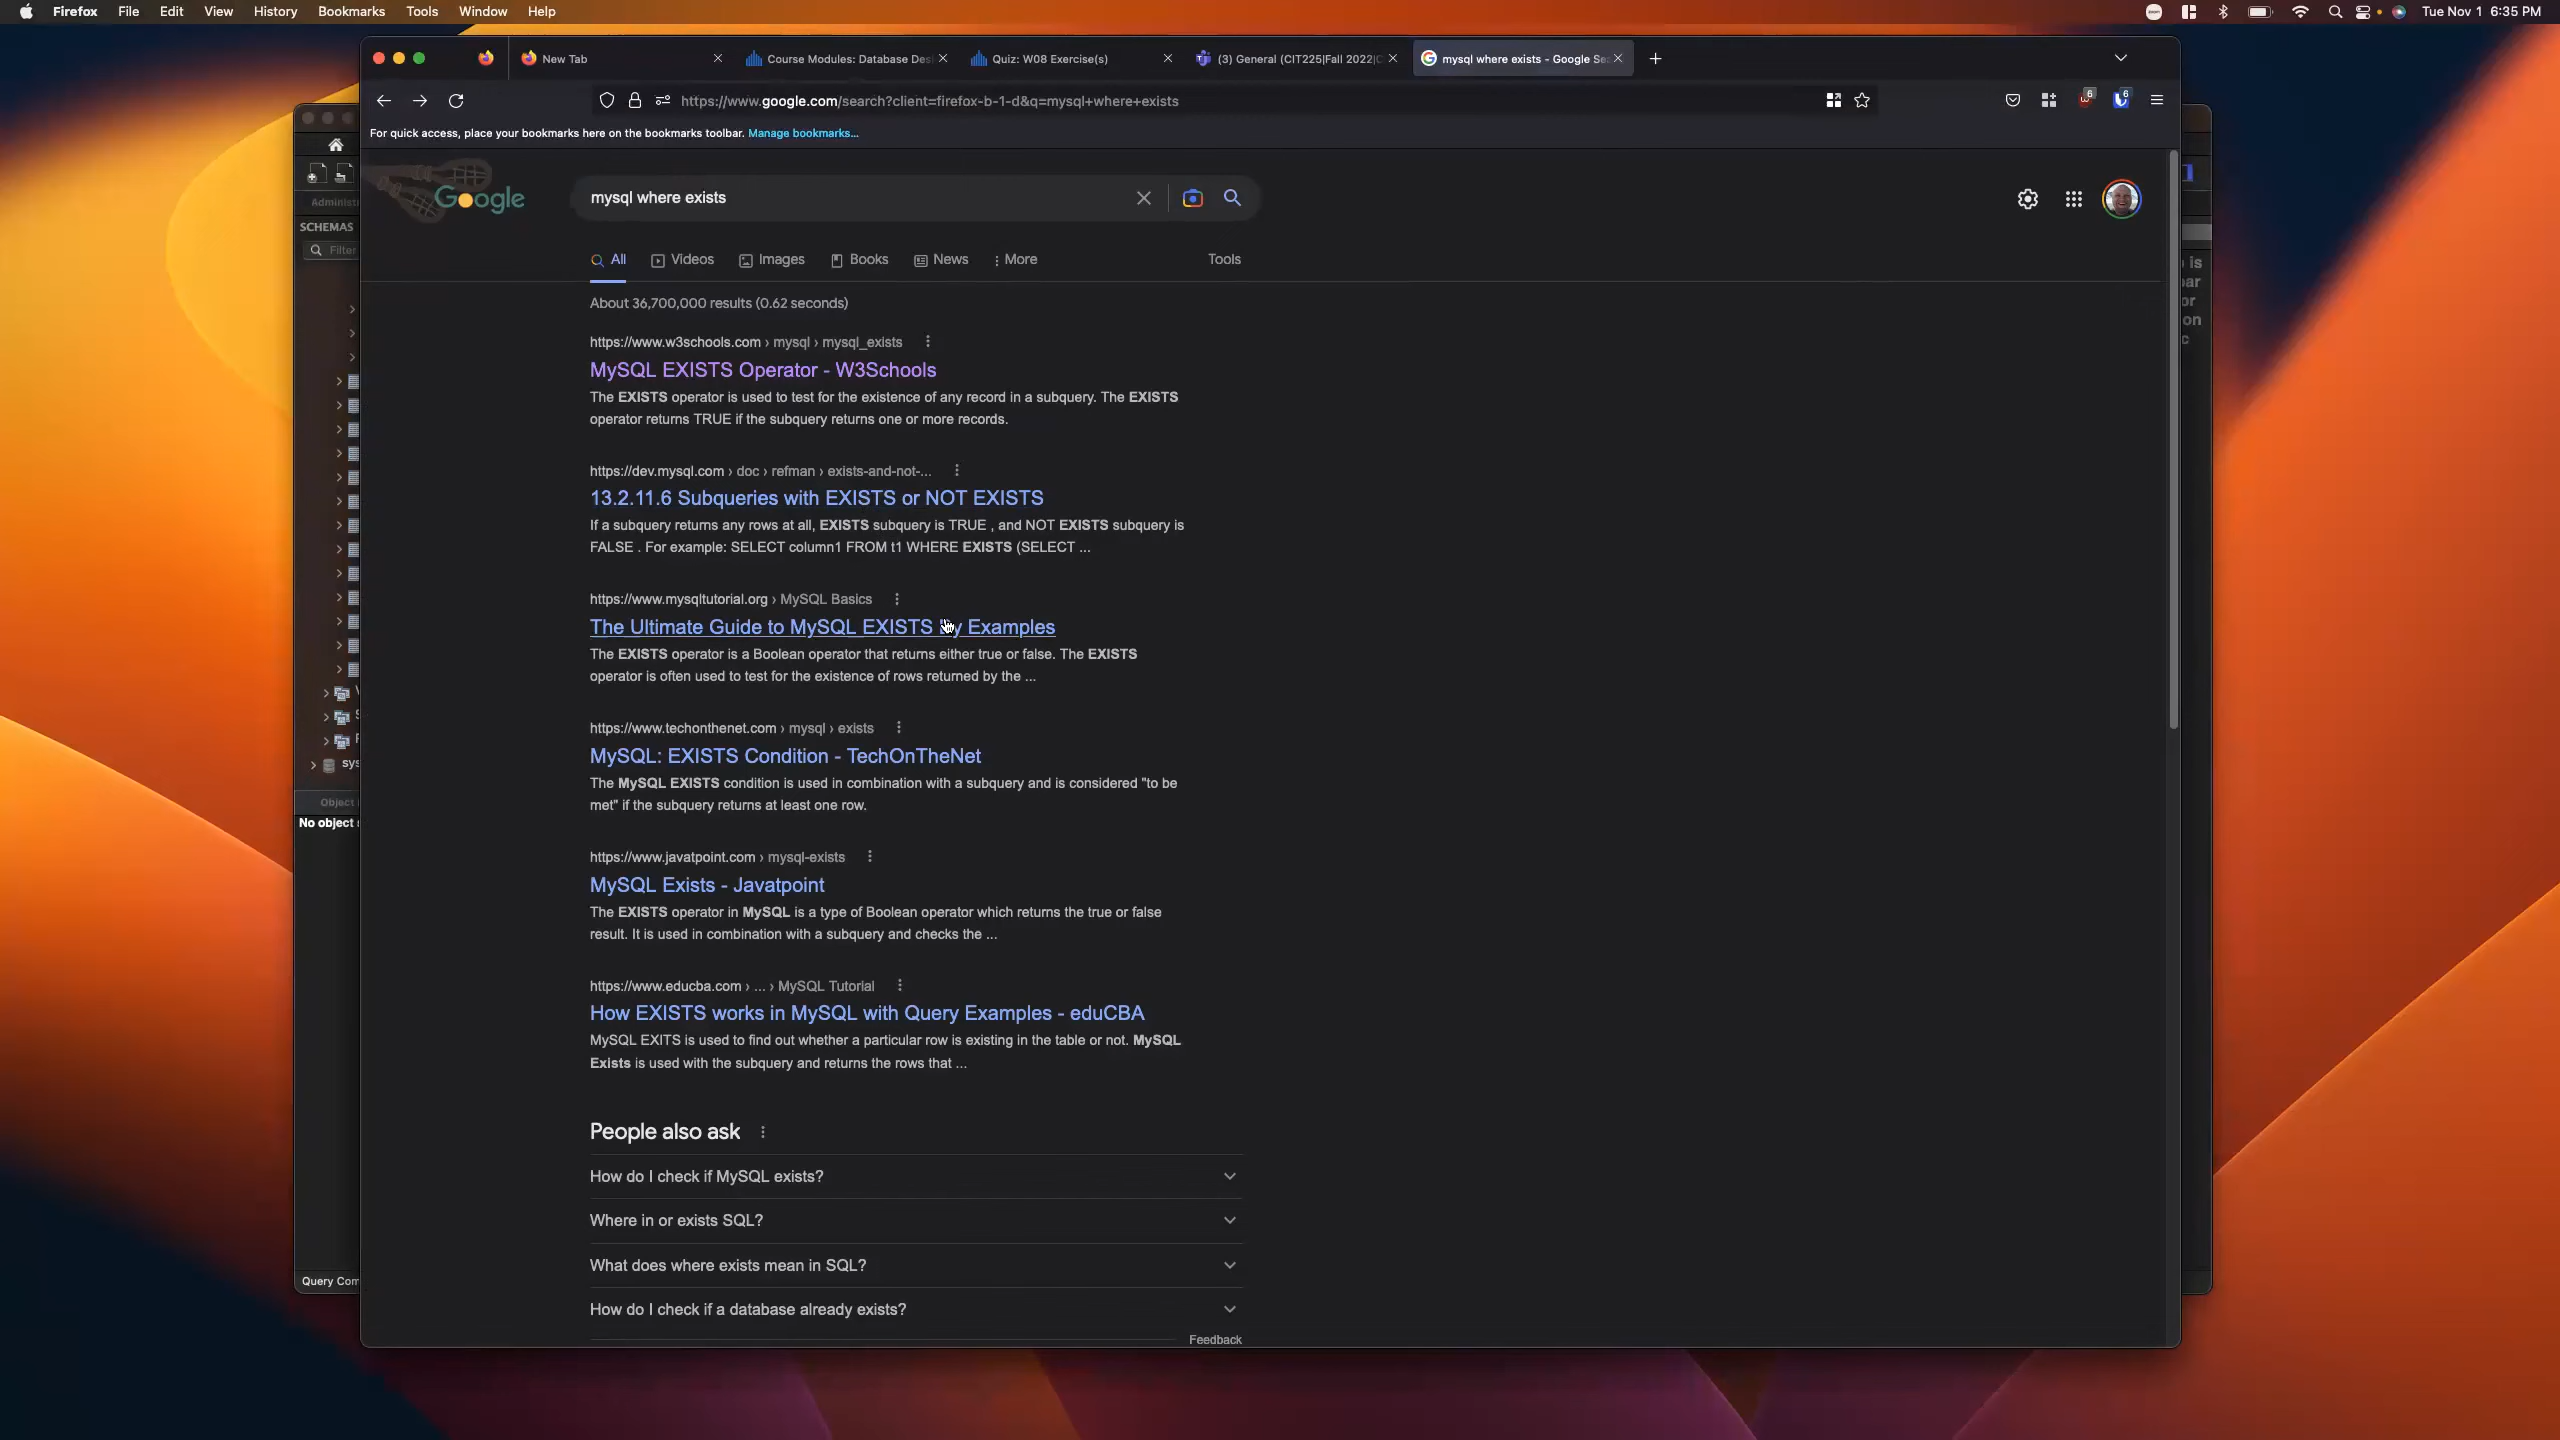 Firefox File Edit View History Bookmarks Tools Window Help
Tue Nov 1 6:35 PM
New Tab
Course Modules: Database Des
Quiz: W08 Exercise(s)
(3) General (CIT225|Fall 2022|C
mysql where exists - Google Se
https://www.google.com/search?client=firefox-b-1-d&q=mysql+where+exists
6
6
For quick access, place your bookmarks here on the bookmarks toolbar. Manage bookmarks...
Google
mysql where exists
All Videos Images Books News More Tools
About 36,700,000 results (0.62 seconds)
https://www.w3schools.com › mysql › mysql_exists
MySQL EXISTS Operator - W3Schools
The EXISTS operator is used to test for the existence of any record in a subquery. The EXISTS
operator returns TRUE if the subquery returns one or more records.
https://dev.mysql.com › doc › refman › exists-and-not-...
13.2.11.6 Subqueries with EXISTS or NOT EXISTS
If a subquery returns any rows at all, EXISTS subquery is TRUE , and NOT EXISTS subquery is
FALSE . For example: SELECT column1 FROM t1 WHERE EXISTS (SELECT ...
https://www.mysqltutorial.org › MySQL Basics
The Ultimate Guide to MySQL EXISTS By Examples
The EXISTS operator is a Boolean operator that returns either true or false. The EXISTS
operator is often used to test for the existence of rows returned by the ...
https://www.techonthenet.com › mysql › exists
MySQL: EXISTS Condition - TechOnTheNet
The MySQL EXISTS condition is used in combination with a subquery and is considered "to be
met" if the subquery returns at least one row.
https://www.javatpoint.com › mysql-exists
MySQL Exists - Javatpoint
The EXISTS operator in MySQL is a type of Boolean operator which returns the true or false
result. It is used in combination with a subquery and checks the ...
https://www.educba.com › ... › MySQL Tutorial
How EXISTS works in MySQL with Query Examples - eduCBA
MySQL EXITS is used to find out whether a particular row is existing in the table or not. MySQL
Exists is used with the subquery and returns the rows that ...
People also ask
How do I check if MySQL exists?
Where in or exists SQL?
What does where exists mean in SQL?
How do I check if a database already exists?
Feedback
Administ
SCHEMAS
Filter
sys
Object
No object
Query Com
is
on